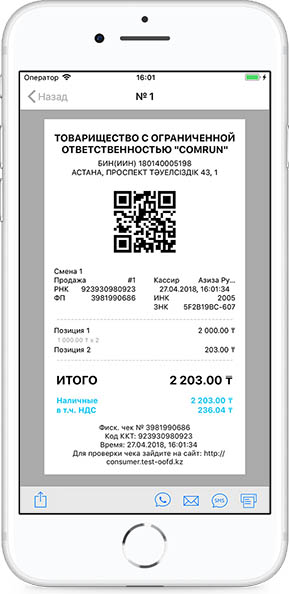 Оператор 16:01
Назад № 1
ТОВАРИЩЕСТВО С ОГРАНИЧЕННОЙ
ОТВЕТСТВЕННОСТЬЮ "COMRUN"
БИН(ИИН) 180140005198
АСТАНА, ПРОСПЕКТ ТӘУЕЛСІЗДІК 43, 1
Смена 1
Продажа #1 Кассир Азиза Ру...
РНК 923930980923 27.04.2018, 16:01:34
ФП 3981990686 ИНК 2005
ЗНК 5F2B19BC-607
Позиция 1 2 000.00 ₸
1 000.00 ₸ x 2
Позиция 2 203.00 ₸
ИТОГО 2 203.00 ₸
Наличные 2 203.00 ₸
в т.ч. НДС 236.04 ₸
Фиск. чек № 3981990686
Код ККТ: 923930980923
Время: 27.04.2018, 16:01:34
Для проверки чека зайдите на сайт: http://
consumer.test-oofd.kz
SMS